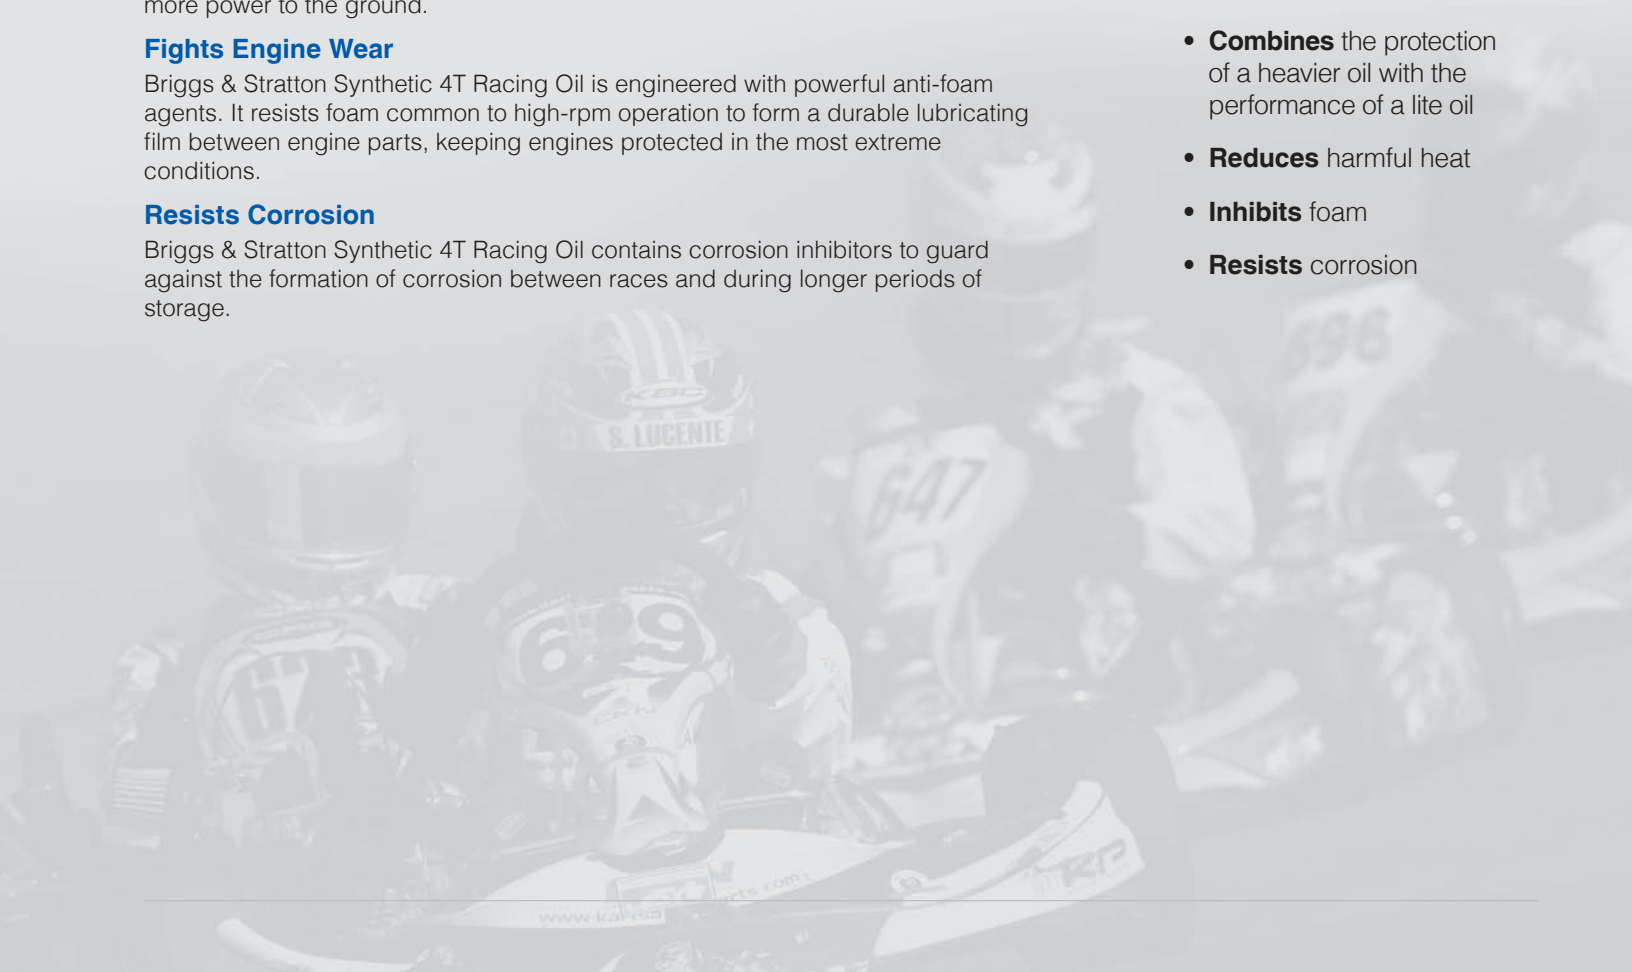 more power to the ground.
Fights Engine Wear
Briggs & Stratton Synthetic 4T Racing Oil is engineered with powerful anti-foam
agents. It resists foam common to high-rpm operation to form a durable lubricating
film between engine parts, keeping engines protected in the most extreme
conditions.
Resists Corrosion
Briggs & Stratton Synthetic 4T Racing Oil contains corrosion inhibitors to guard
against the formation of corrosion between races and during longer periods of
storage.
• Combines the protection
of a heavier oil with the
performance of a lite oil
• Reduces harmful heat
• Inhibits foam
• Resists corrosion
696
KBC
S. LUCENTE
647
69